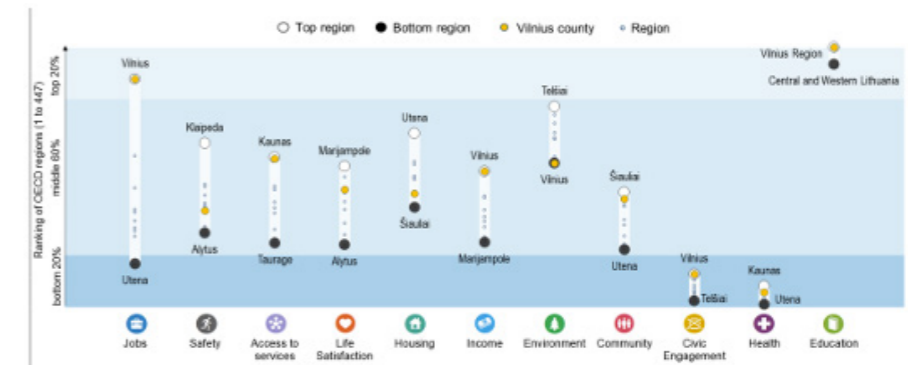 Top region Bottom region Vilnius county Region
Ranking of OECD regions (1 to 447)
top 20%
middle 60%
bottom 20%
Vilnius
Utena
Klaipeda
Alytus
Kaunas
Taurage
Marijampole
Alytus
Utena
Šiauliai
Vilnius
Marijampole
Telšiai
Vilnius
Šiauliai
Utena
Vilnius
Telšiai
Kaunas
Utena
Vilnius Region
Central and Western Lithuania
Jobs
Safety
Access to
services
Life
Satisfaction
Housing
Income
Environment
Community
Civic
Engagement
Health
Education